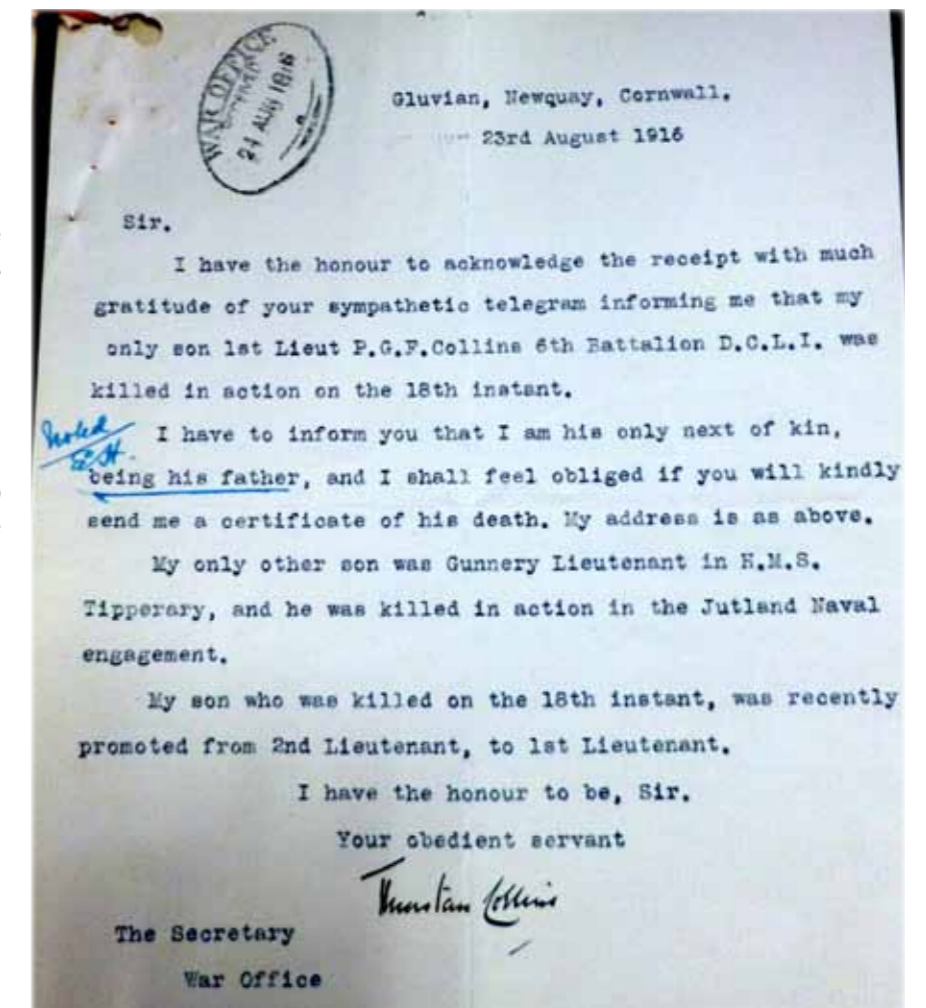 WAR OFFICE
24 AUG 1916
Gluvian, Newquay, Cornwall.
23rd August 1916
Sir.
I have the honour to acknowledge the receipt with much
gratitude of your sympathetic telegram informing me that my
only son 1st Lieut P.G.F.Collins 6th Battalion D.C.L.I. was
killed in action on the 18th instant.
Noted
E.H.
I have to inform you that I am his only next of kin,
being his father, and I shall feel obliged if you will kindly
send me a certificate of his death. My address is as above.
My only other son was Gunnery Lieutenant in H.M.S.
Tipperary, and he was killed in action in the Jutland Naval
engagement.
My son who was killed on the 18th instant, was recently
promoted from 2nd Lieutenant, to 1st Lieutenant.
I have the honour to be, Sir.
Your obedient servant
Thurstan Collins
The Secretary
War Office